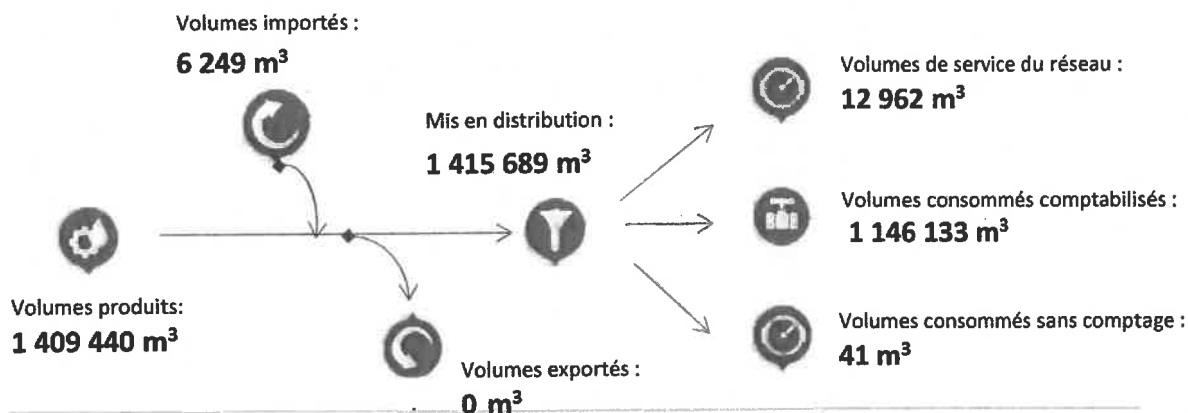 Volumes importés :
6 249 m³
Mis en distribution :
1 415 689 m³
Volumes produits:
1 409 440 m³
Volumes exportés :
0 m³
Volumes de service du réseau :
12 962 m³
Volumes consommés comptabilisés :
1 146 133 m³
Volumes consommés sans comptage :
41 m³